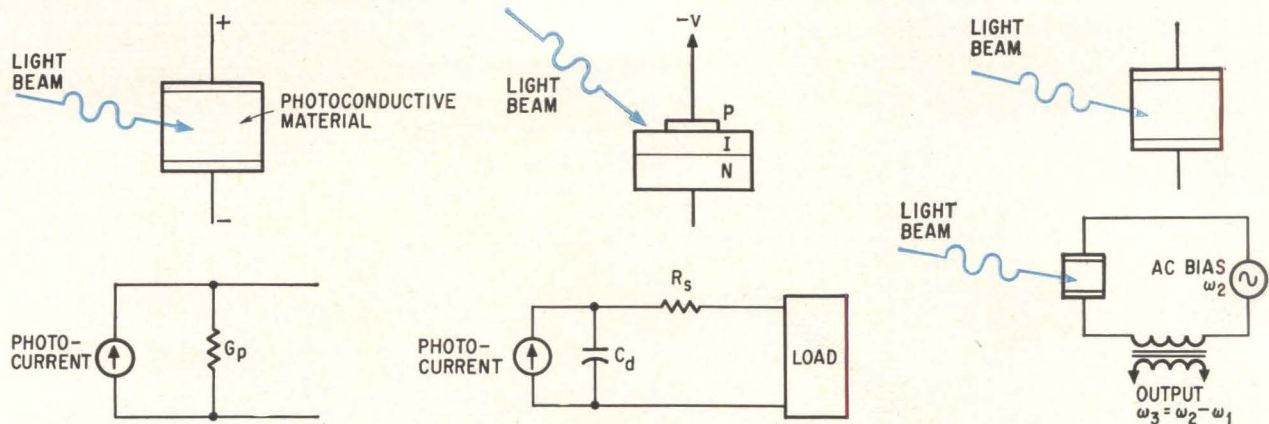 LIGHT
BEAM
+
PHOTOCONDUCTIVE
MATERIAL
−
PHOTO-
CURRENT
Gp
−V
LIGHT
BEAM
P
I
N
PHOTO-
CURRENT
Cd
Rs
LOAD
LIGHT
BEAM
LIGHT
BEAM
AC BIAS
ω2
OUTPUT
ω3 = ω2 − ω1